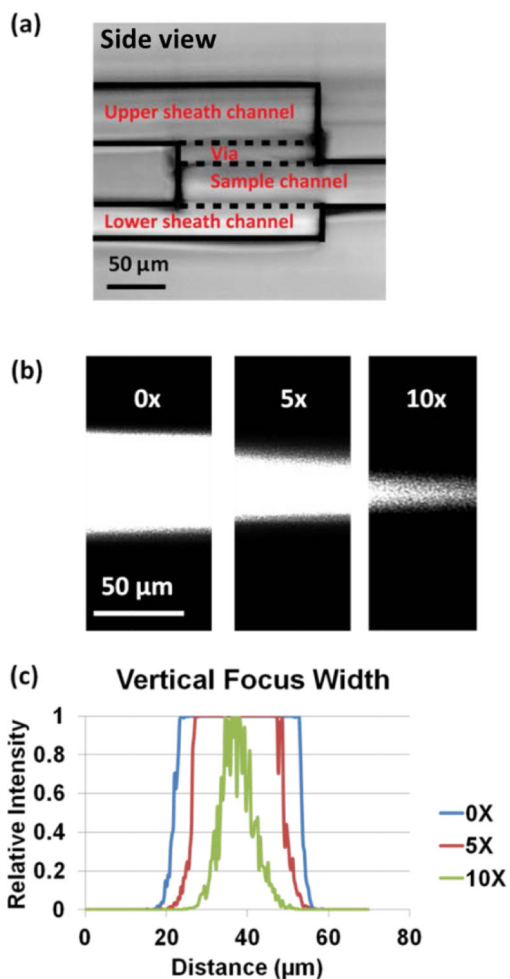 (a)
Side view
Upper sheath channel
Via
Sample channel
Lower sheath channel
50 μm
(b)
0x
5x
10x
50 μm
(c)
Vertical Focus Width
Relative Intensity
1
0.8
0.6
0.4
0.2
0
0
20
40
60
80
Distance (μm)
0X
5X
10X